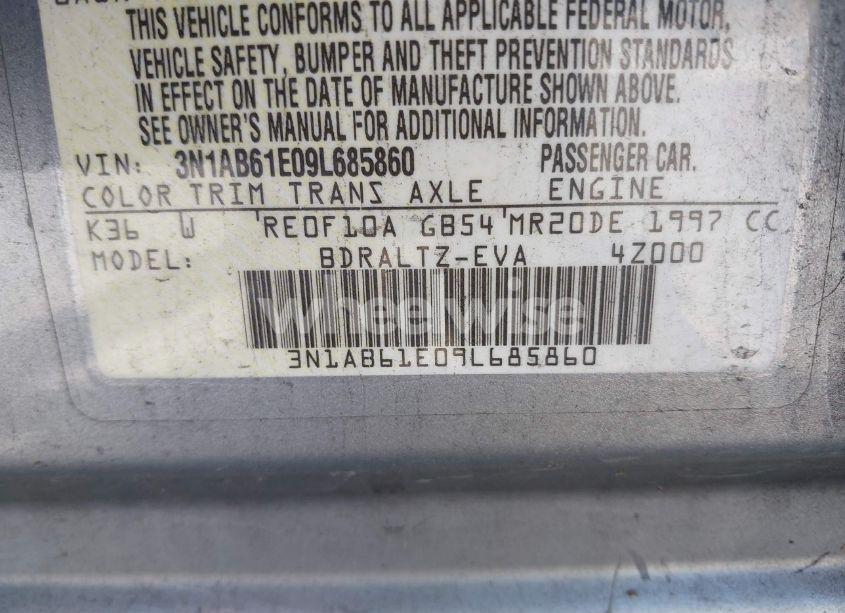 THIS VEHICLE CONFORMS TO ALL APPLICABLE FEDERAL MOTOR,
VEHICLE SAFETY, BUMPER AND THEFT PREVENTION STANDARDS
IN EFFECT ON THE DATE OF MANUFACTURE SHOWN ABOVE.
SEE OWNER'S MANUAL FOR ADDITIONAL INFORMATION.
VIN: 3N1AB61E09L685860 PASSENGER CAR.
COLOR TRIM TRANS AXLE ENGINE
K36 W 'RE0F10A GB54'MR20DE 1997 CC
MODEL: BDRALTZ-EVA 4Z000
wheelwise
3N1AB61E09L685860